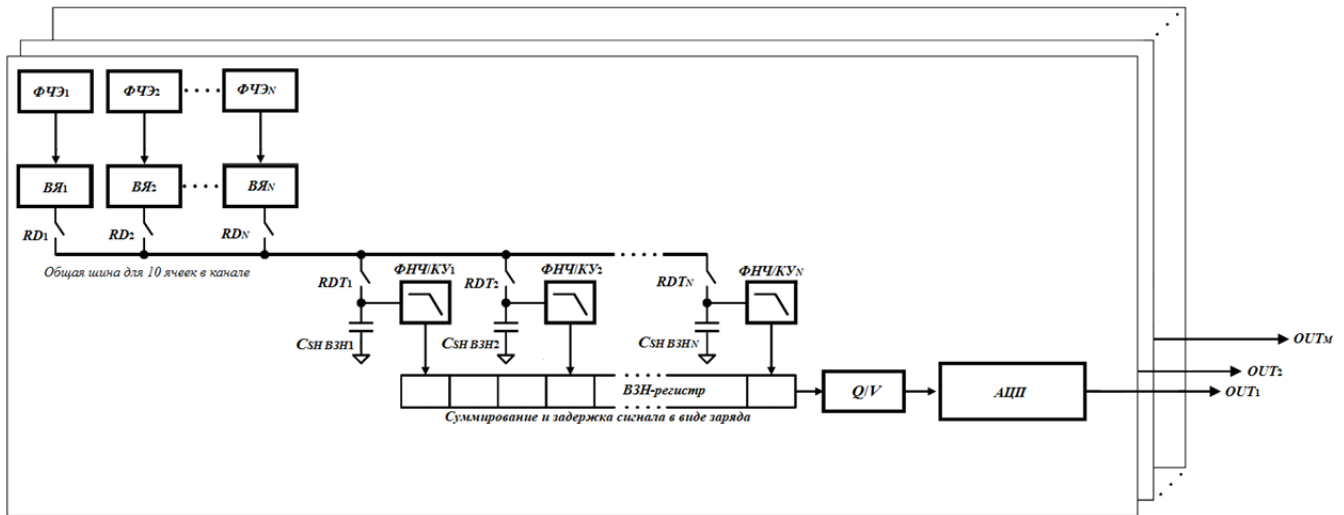 ФЧЭ1 ФЧЭ2 ФЧЭN
ВЯ1 ВЯ2 ВЯN
RD1 RD2 RDN
Общая шина для 10 ячеек в канале
RDT1 ФНЧ/КУ1 RDT2 ФНЧ/КУ2 RDTN ФНЧ/КУN
CSH ВЗН1 CSH ВЗН2 CSH ВЗНN
ВЗН-регистр Q/V АЦП
Суммирование и задержка сигнала в виде заряда
OUTM
OUT2
OUT1